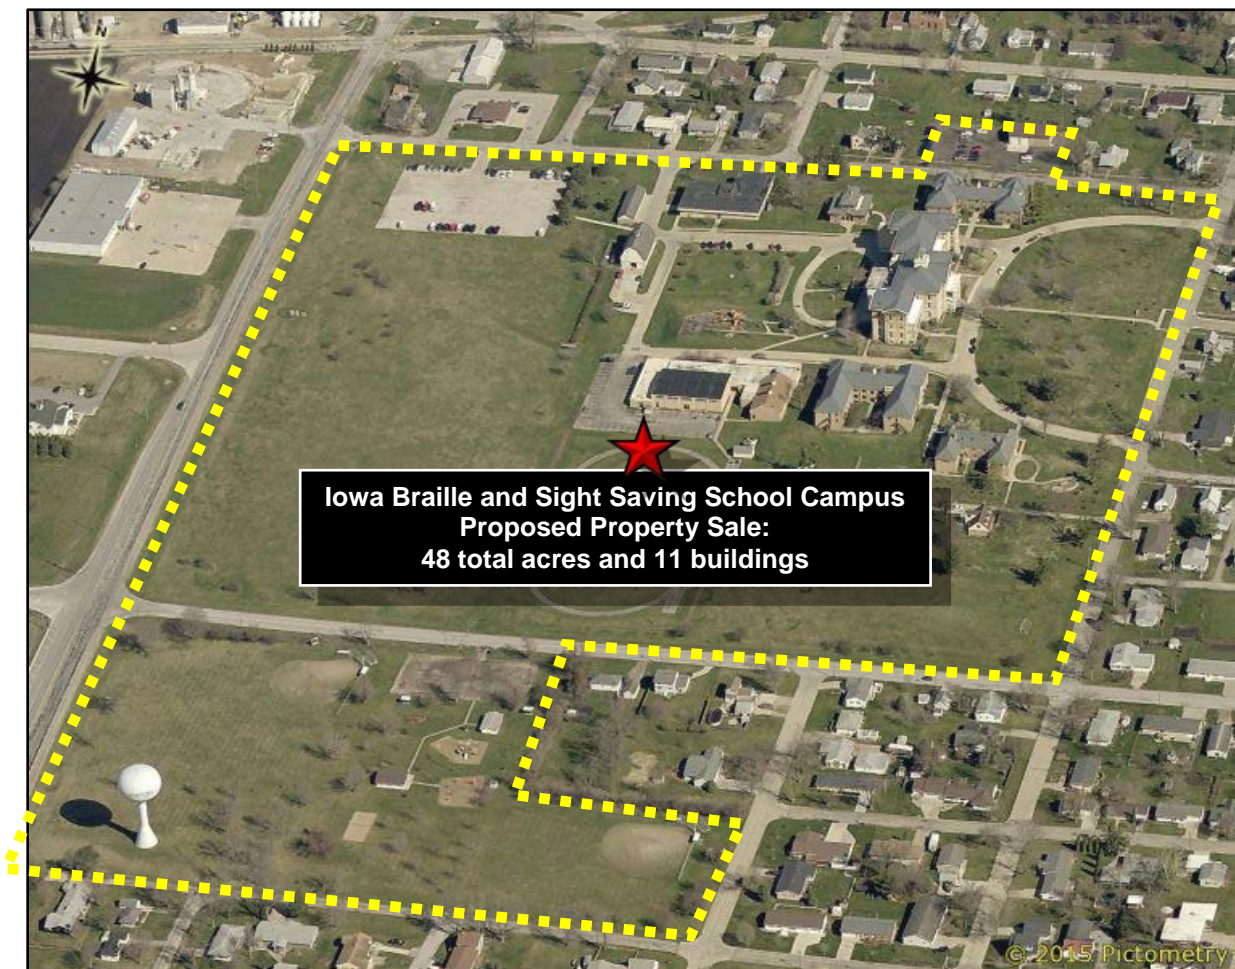 N
Iowa Braille and Sight Saving School Campus
Proposed Property Sale:
48 total acres and 11 buildings
© 2015 Pictometry